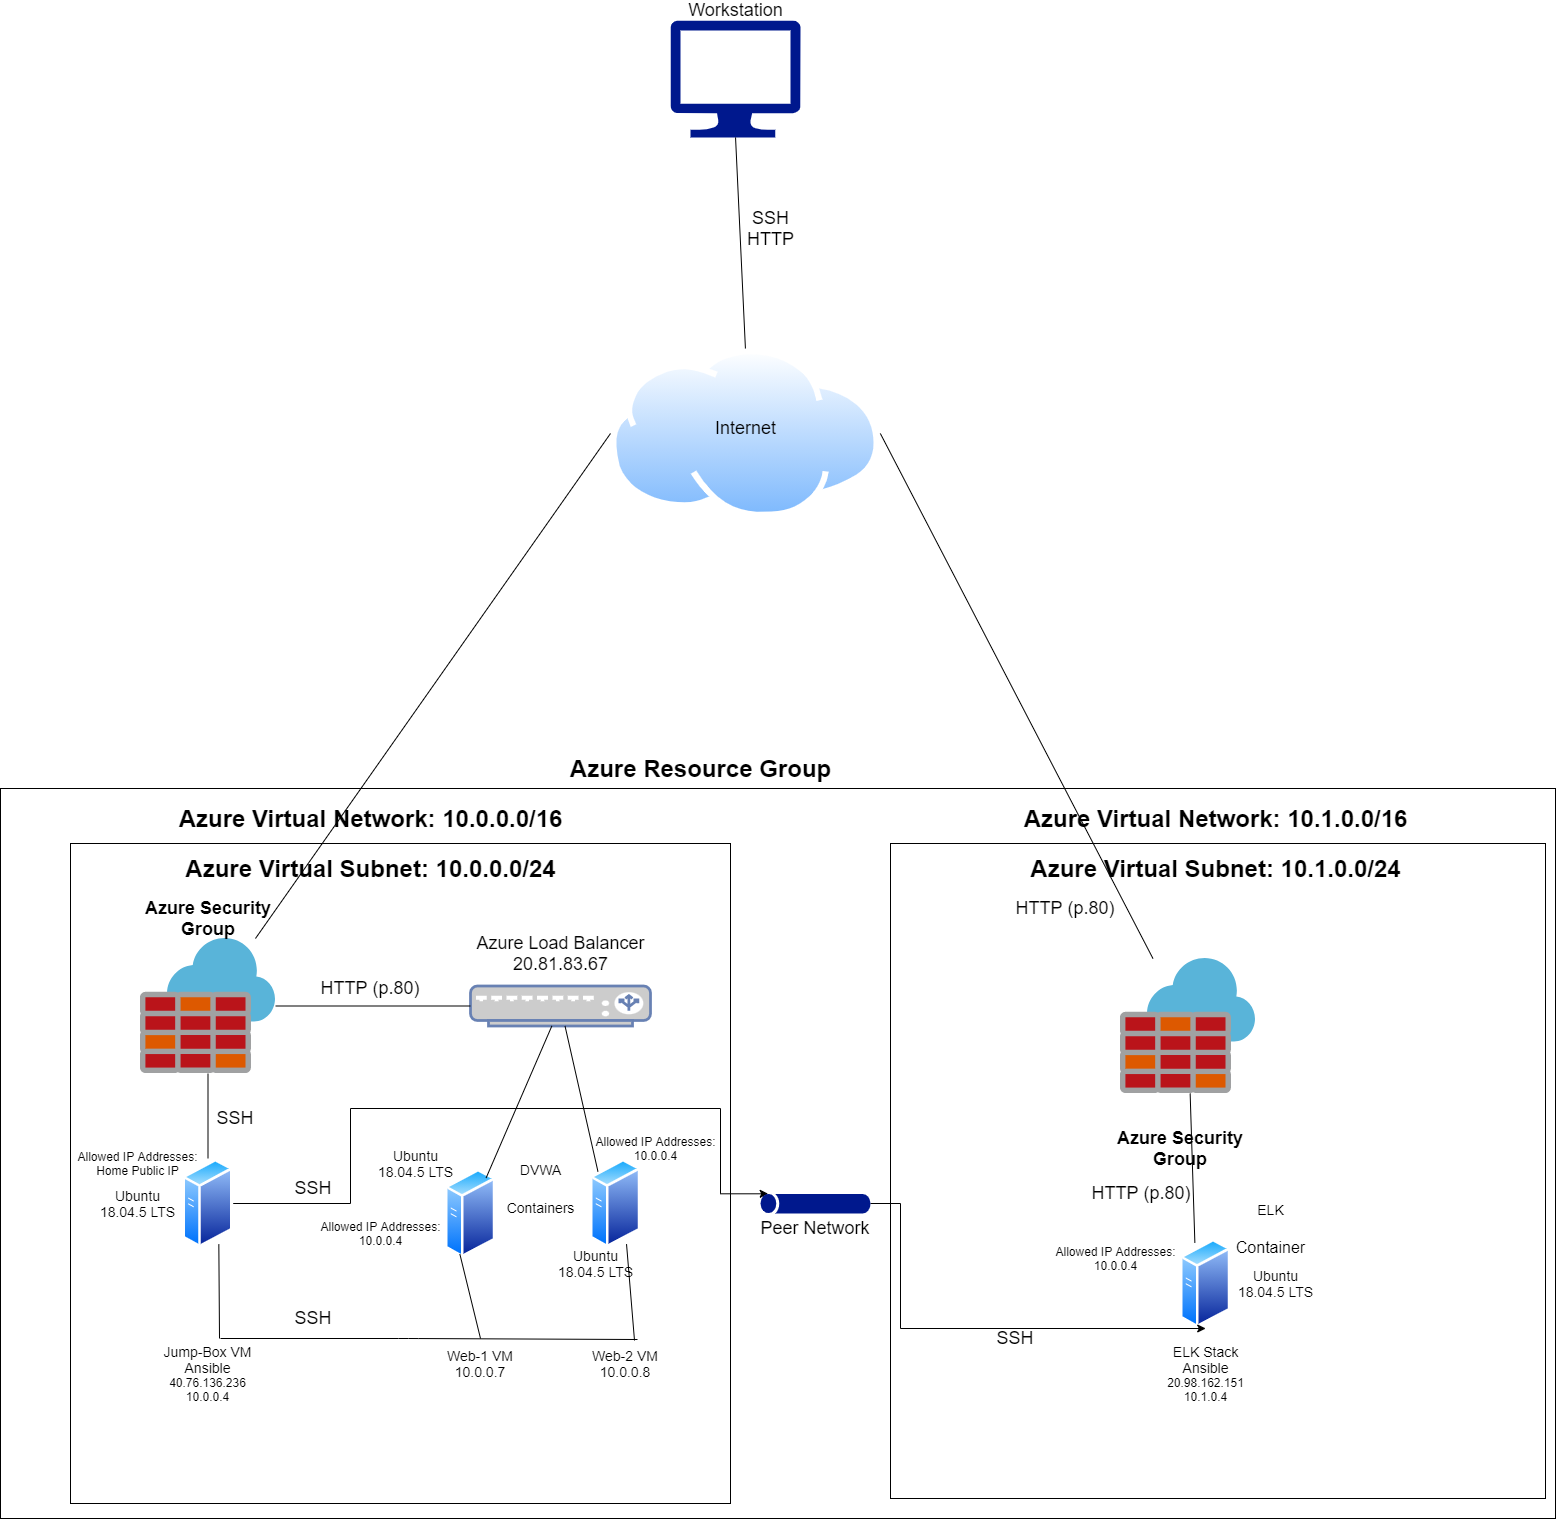 Workstation
SSH
HTTP
Internet
Azure Resource Group
Azure Virtual Network: 10.0.0.0/16
Azure Virtual Subnet: 10.0.0.0/24
Azure Security
Group
Azure Load Balancer
20.81.83.67
HTTP (p.80)
SSH
Allowed IP Addresses:
Home Public IP
Ubuntu
18.04.5 LTS
SSH
Ubuntu
18.04.5 LTS
Allowed IP Addresses:
10.0.0.4
DVWA
Containers
Allowed IP Addresses:
10.0.0.4
Ubuntu
18.04.5 LTS
SSH
Jump-Box VM
Ansible
40.76.136.236
10.0.0.4
Web-1 VM
10.0.0.7
Web-2 VM
10.0.0.8
Peer Network
Azure Virtual Network: 10.1.0.0/16
Azure Virtual Subnet: 10.1.0.0/24
HTTP (p.80)
Azure Security
Group
HTTP (p.80)
ELK
Container
Allowed IP Addresses:
10.0.0.4
Ubuntu
18.04.5 LTS
SSH
ELK Stack
Ansible
20.98.162.151
10.1.0.4